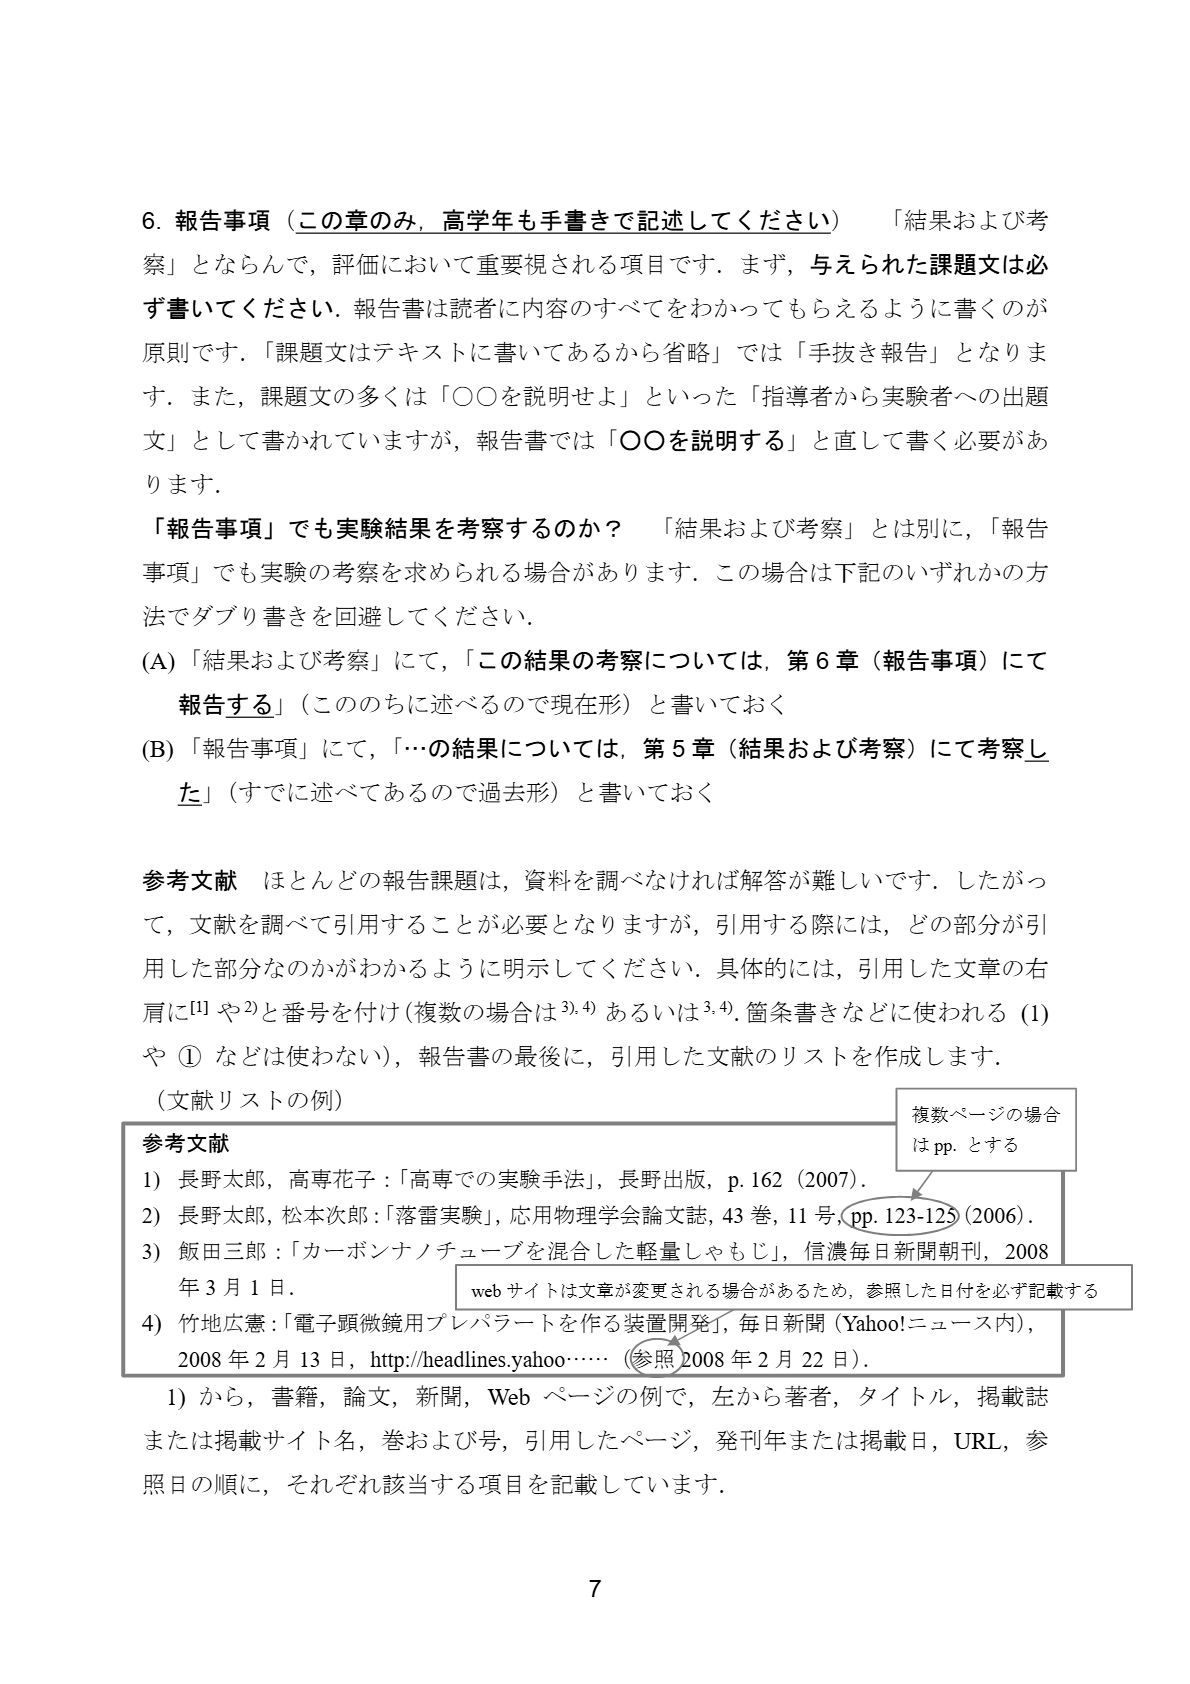 6. 報告事項（この章のみ，高学年も手書きで記述してください）　「結果および考
察」とならんで，評価において重要視される項目です．まず，与えられた課題文は必
ず書いてください．報告書は読者に内容のすべてをわかってもらえるように書くのが
原則です．「課題文はテキストに書いてあるから省略」では「手抜き報告」となりま
す．また，課題文の多くは「○○を説明せよ」といった「指導者から実験者への出題
文」として書かれていますが，報告書では「○○を説明する」と直して書く必要があ
ります．
「報告事項」でも実験結果を考察するのか？　「結果および考察」とは別に，「報告
事項」でも実験の考察を求められる場合があります．この場合は下記のいずれかの方
法でダブり書きを回避してください．
(A)「結果および考察」にて，「この結果の考察については，第 6 章（報告事項）にて
報告する」（こののちに述べるので現在形）と書いておく
(B)「報告事項」にて，「…の結果については，第 5 章（結果および考察）にて考察し
た」（すでに述べてあるので過去形）と書いておく
参考文献　ほとんどの報告課題は，資料を調べなければ解答が難しいです．したがっ
て，文献を調べて引用することが必要となりますが，引用する際には，どの部分が引
用した部分なのかがわかるように明示してください．具体的には，引用した文章の右
肩に[1] や 2)と番号を付け（複数の場合は 3), 4) あるいは 3, 4)．箇条書きなどに使われる (1)
や ① などは使わない），報告書の最後に，引用した文献のリストを作成します．
（文献リストの例）
複数ページの場合
は pp. とする
参考文献
1) 長野太郎，高専花子：「高専での実験手法」，長野出版，p. 162（2007）．
2) 長野太郎，松本次郎：「落雷実験」，応用物理学会論文誌，43 巻，11 号，pp. 123-125（2006）．
3) 飯田三郎：「カーボンナノチューブを混合した軽量しゃもじ」，信濃毎日新聞朝刊，2008
年 3 月 1 日．
web サイトは文章が変更される場合があるため，参照した日付を必ず記載する
4) 竹地広憲：「電子顕微鏡用プレパラートを作る装置開発」，毎日新聞（Yahoo!ニュース内），
2008 年 2 月 13 日，http://headlines.yahoo……（参照 2008 年 2 月 22 日）．
1) から，書籍，論文，新聞，Web ページの例で，左から著者，タイトル，掲載誌
または掲載サイト名，巻および号，引用したページ，発刊年または掲載日，URL，参
照日の順に，それぞれ該当する項目を記載しています．
7